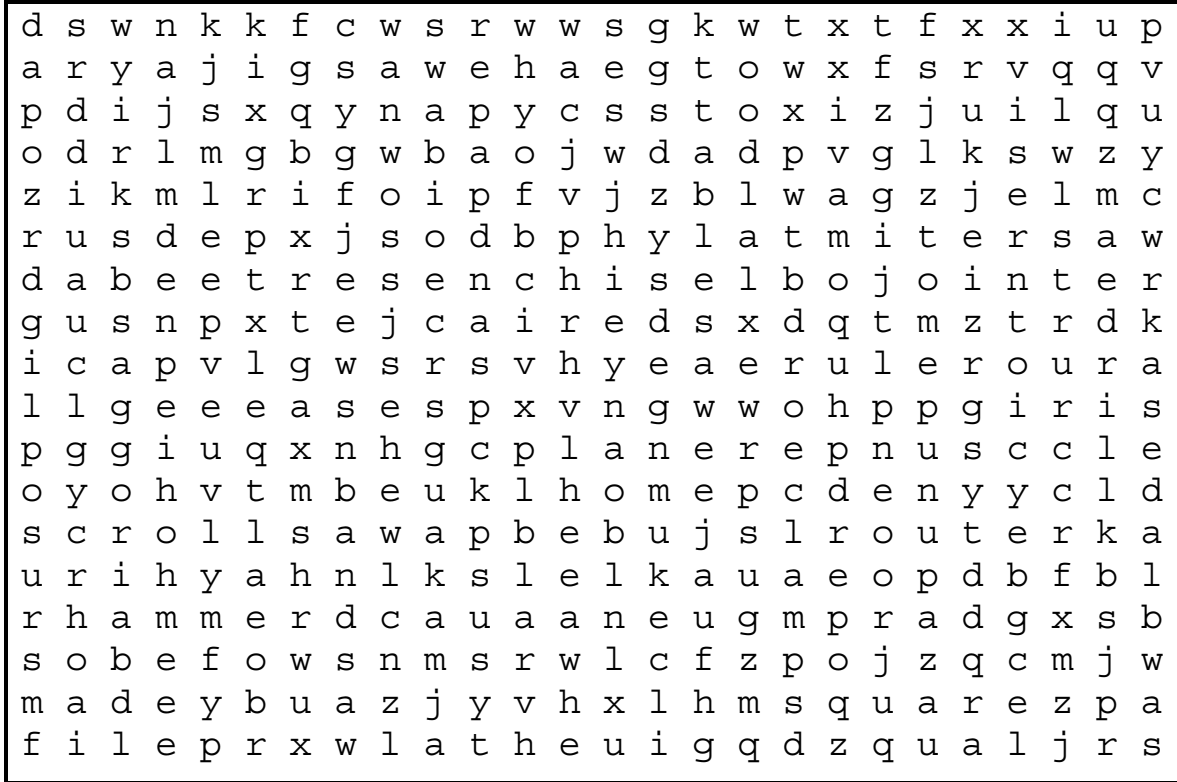 d s w n k k f c w s r w w s g k w t x t f x x i u p
a r y a j i g s a w e h a e g t o w x f s r v q q v
p d i j s x q y n a p y c s s t o x i z j u i l q u
o d r l m g b g w b a o j w d a d p v g l k s w z y
z i k m l r i f o i p f v j z b l w a g z j e l m c
r u s d e p x j s o d b p h y l a t m i t e r s a w
d a b e e t r e s e n c h i s e l b o j o i n t e r
g u s n p x t e j c a i r e d s x d q t m z t r d k
i c a p v l g w s r s v h y e a e r u l e r o u r a
l l g e e e a s e s p x v n g w w o h p p g i r i s
p g g i u q x n h g c p l a n e r e p n u s c c l e
o y o h v t m b e u k l h o m e p c d e n y y c l d
s c r o l l s a w a p b e b u j s l r o u t e r k a
u r i h y a h n l k s l e l k a u a e o p d b f b l
r h a m m e r d c a u a a n e u g m p r a d g x s b
s o b e f o w s n m s r w l c f z p o j z q c m j w
m a d e y b u a z j y v h x l h m s q u a r e z p a
f i l e p r x w l a t h e u i g q d z q u a l j r s